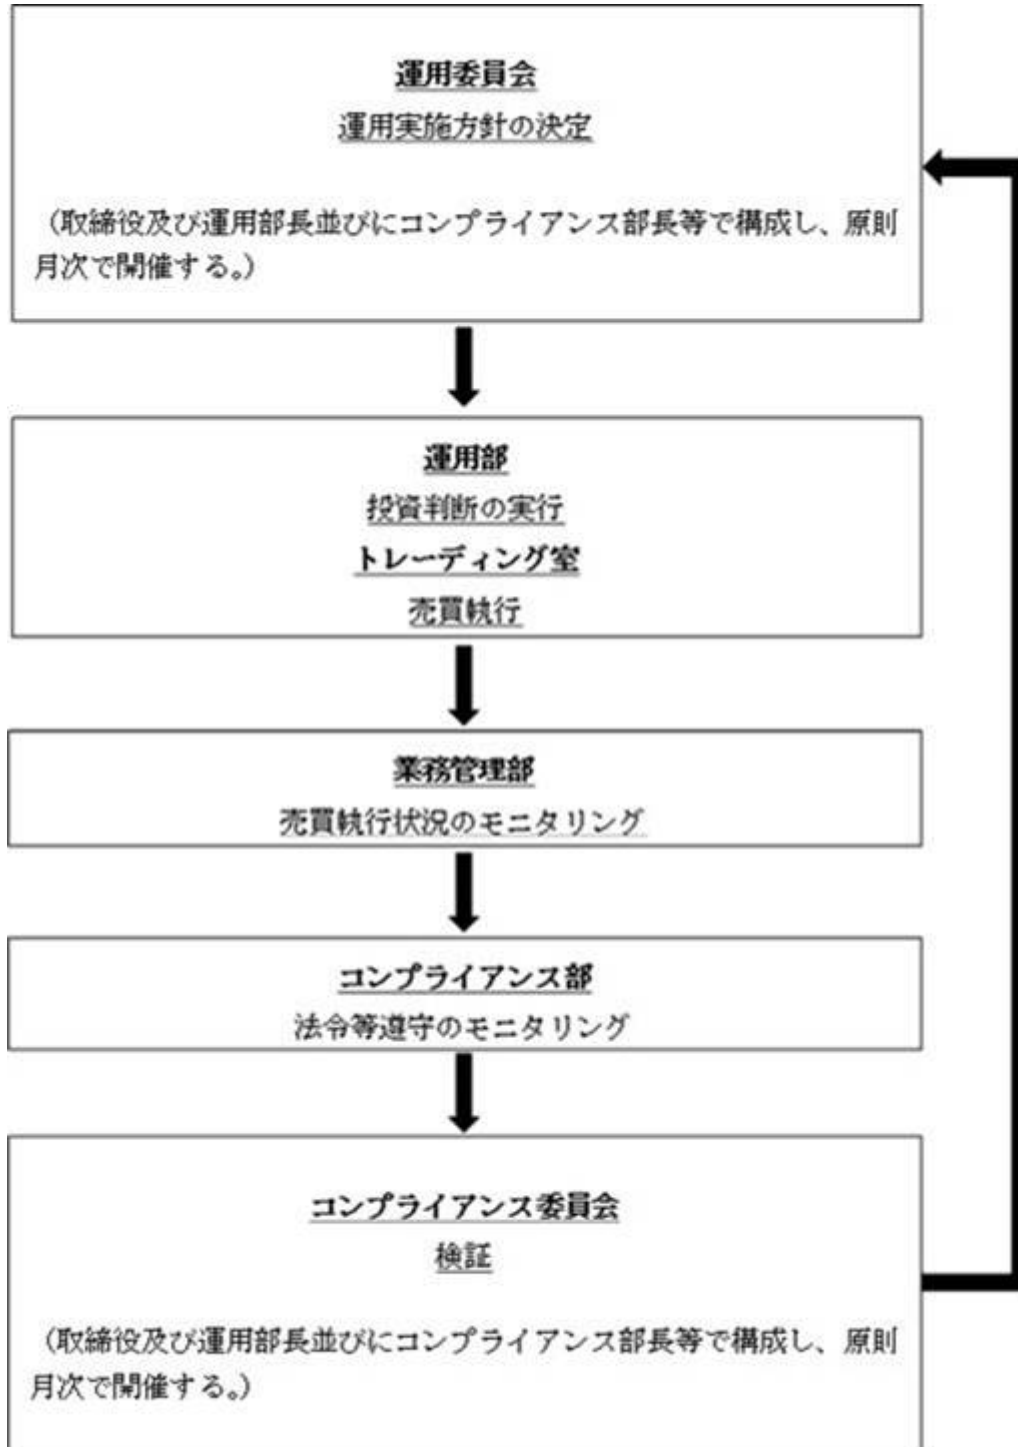 運用委員会
運用実施方針の決定
（取締役及び運用部長並びにコンプライアンス部長等で構成し、原則
月次で開催する。）
運用部
投資判断の実行
トレーディング室
売買執行
業務管理部
売買執行状況のモニタリング
コンプライアンス部
法令等遵守のモニタリング
コンプライアンス委員会
検証
（取締役及び運用部長並びにコンプライアンス部長等で構成し、原則
月次で開催する。）